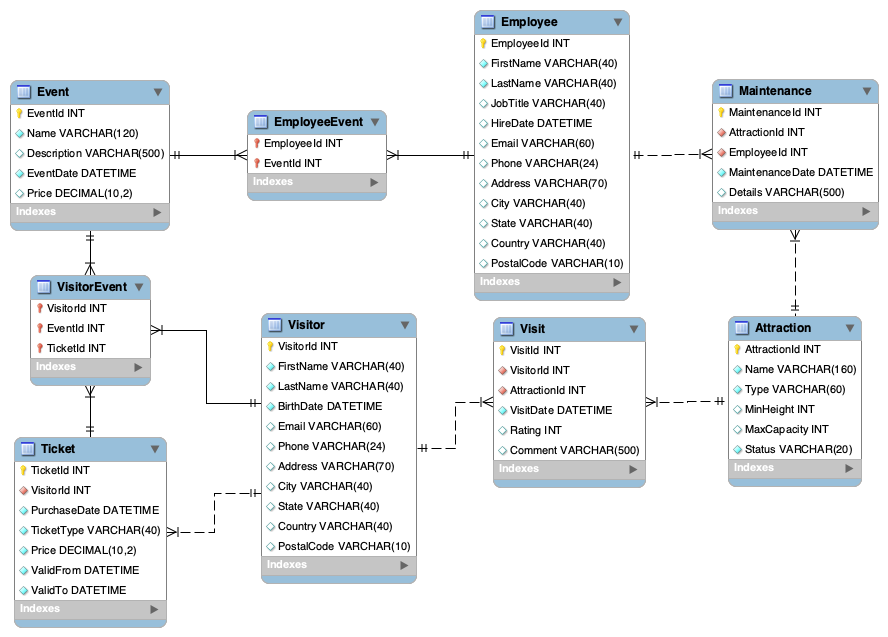 Employee
EmployeeId INT
FirstName VARCHAR(40)
LastName VARCHAR(40)
JobTitle VARCHAR(40)
HireDate DATETIME
Email VARCHAR(60)
Phone VARCHAR(24)
Address VARCHAR(70)
City VARCHAR(40)
State VARCHAR(40)
Country VARCHAR(40)
PostalCode VARCHAR(10)
Indexes
Event
EventId INT
Name VARCHAR(120)
Description VARCHAR(500)
EventDate DATETIME
Price DECIMAL(10,2)
Indexes
EmployeeEvent
EmployeeId INT
EventId INT
Indexes
Maintenance
MaintenanceId INT
AttractionId INT
EmployeeId INT
MaintenanceDate DATETIME
Details VARCHAR(500)
Indexes
VisitorEvent
VisitorId INT
EventId INT
TicketId INT
Indexes
Visitor
VisitorId INT
FirstName VARCHAR(40)
LastName VARCHAR(40)
BirthDate DATETIME
Email VARCHAR(60)
Phone VARCHAR(24)
Address VARCHAR(70)
City VARCHAR(40)
State VARCHAR(40)
Country VARCHAR(40)
PostalCode VARCHAR(10)
Indexes
Visit
VisitId INT
VisitorId INT
AttractionId INT
VisitDate DATETIME
Rating INT
Comment VARCHAR(500)
Indexes
Attraction
AttractionId INT
Name VARCHAR(160)
Type VARCHAR(60)
MinHeight INT
MaxCapacity INT
Status VARCHAR(20)
Indexes
Ticket
TicketId INT
VisitorId INT
PurchaseDate DATETIME
TicketType VARCHAR(40)
Price DECIMAL(10,2)
ValidFrom DATETIME
ValidTo DATETIME
Indexes